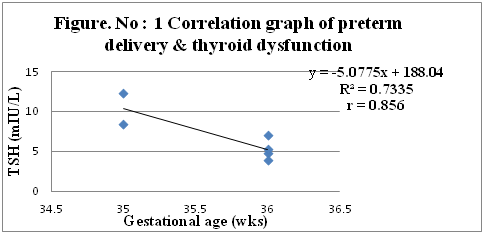 Figure. No : 1 Correlation graph of preterm
delivery & thyroid dysfunction
y = -5.0775x + 188.04
R² = 0.7335
r = 0.856
TSH (mIU/L)
15
10
5
0
34.5 35 35.5 36 36.5
Gestational age (wks)